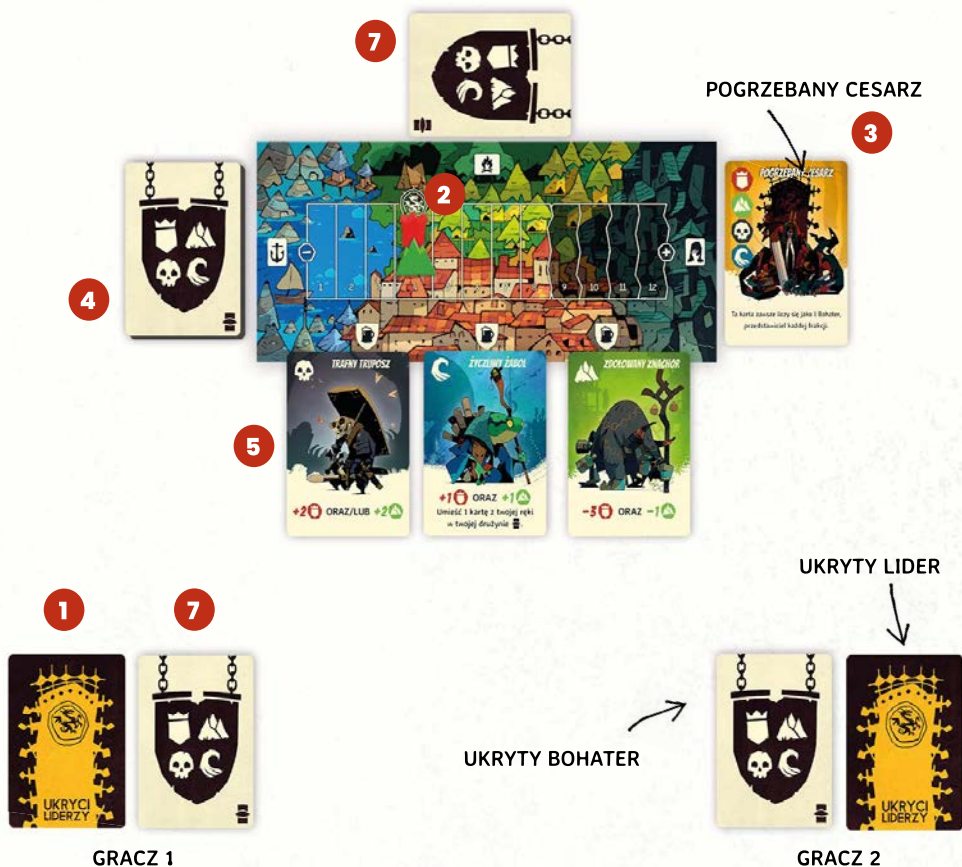 7
POGRZEBANY CESARZ
3
POGRZEBANY CESARZ
Ta karta zawsze liczy się jako 1 Bohater,
przedstawiciel każdej frakcji.
2
4
1 2 9 10 11 12
5
TRAFNY TRUPOSZ
+2 ORAZ/LUB +2
ŻYCZLIWY ŻABOL
+1 ORAZ +1
Umieść 1 kartę z twojej ręki
w twojej drużynie
ZDOŁOWANY ZNACHOR
-3 ORAZ -1
UKRYTY LIDER
1
7
UKRYCI
LIDERZY
UKRYTY BOHATER
UKRYCI
LIDERZY
GRACZ 1
GRACZ 2